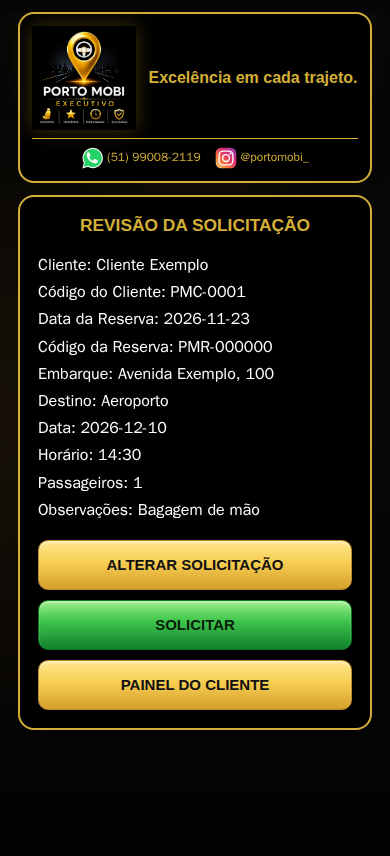 PORTO MOBI
EXECUTIVO
Excelência em cada trajeto.
(51) 99008-2119 @portomobi_
REVISÃO DA SOLICITAÇÃO
Cliente: Cliente Exemplo
Código do Cliente: PMC-0001
Data da Reserva: 2026-11-23
Código da Reserva: PMR-000000
Embarque: Avenida Exemplo, 100
Destino: Aeroporto
Data: 2026-12-10
Horário: 14:30
Passageiros: 1
Observações: Bagagem de mão
ALTERAR SOLICITAÇÃO
SOLICITAR
PAINEL DO CLIENTE